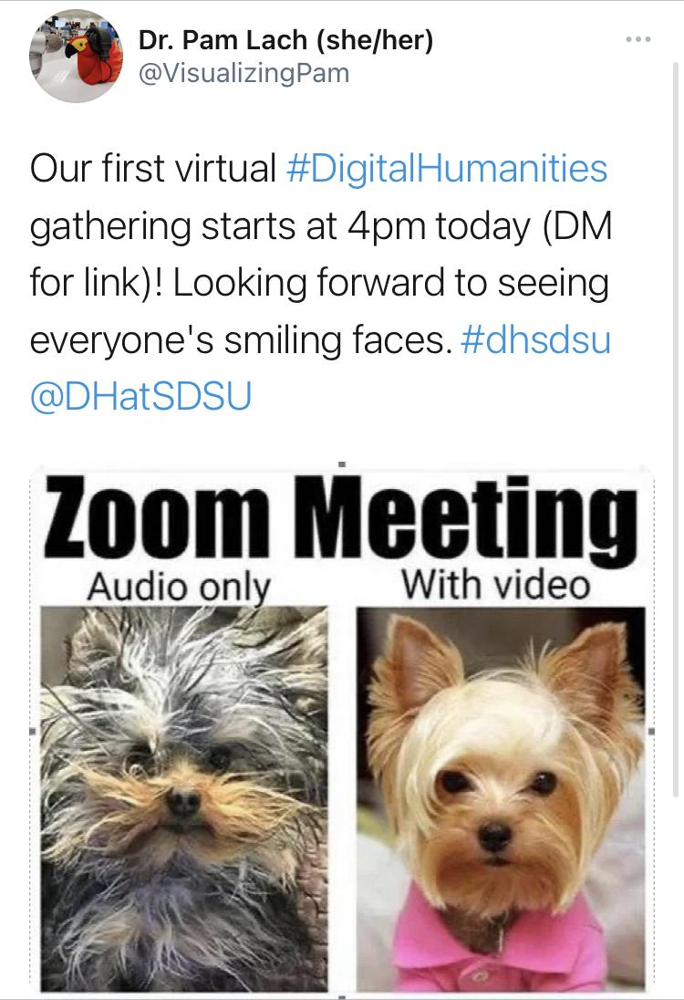 Dr. Pam Lach (she/her)
@VisualizingPam
Our first virtual #DigitalHumanities
gathering starts at 4pm today (DM
for link)! Looking forward to seeing
everyone's smiling faces. #dhsdsu
@DHatSDSU
Zoom Meeting
Audio only
With video